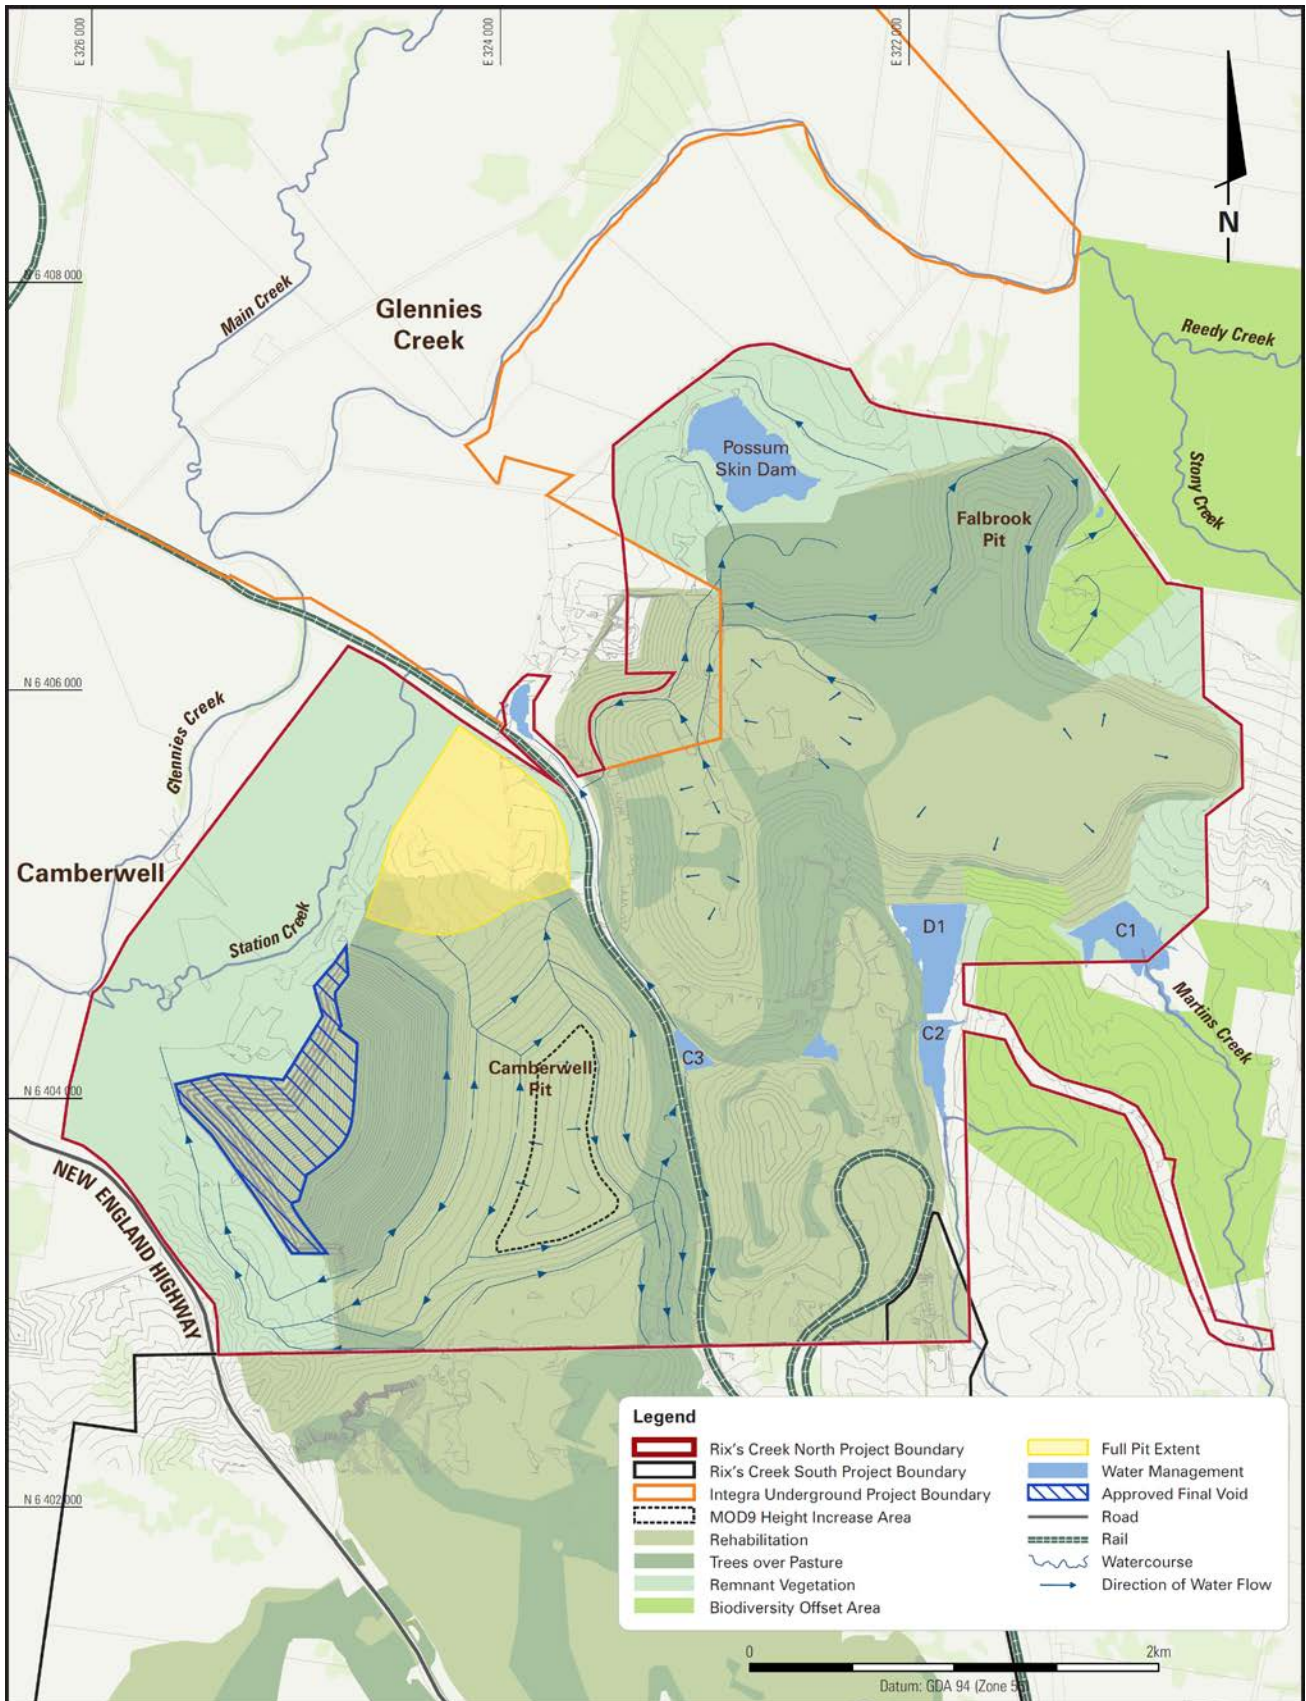 E 326 000
E 324 000
E 322 000
N
N 6 408 000
Main Creek
Glennies
Creek
Reedy Creek
Possum
Skin Dam
Stony Creek
Falbrook
Pit
N 6 406 000
Glennies Creek
Camberwell
Station Creek
D1
C1
Martins Creek
C2
C3
Camberwell
Pit
N 6 404 000
NEW ENGLAND HIGHWAY
N 6 402 000
Legend
Rix's Creek North Project Boundary
Rix's Creek South Project Boundary
Integra Underground Project Boundary
MOD9 Height Increase Area
Rehabilitation
Trees over Pasture
Remnant Vegetation
Biodiversity Offset Area
Full Pit Extent
Water Management
Approved Final Void
Road
Rail
Watercourse
Direction of Water Flow
0 2km
Datum: GDA 94 (Zone